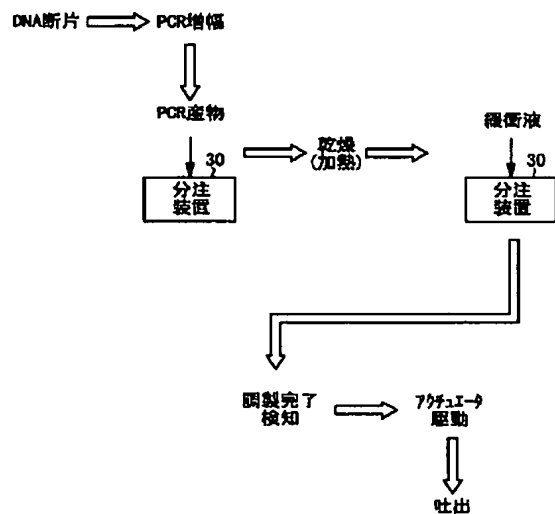 DNA断片
PCR増幅
PCR産物
30
分注
装置
乾燥
(加熱)
緩衝液
30
分注
装置
調製完了
検知
アクチュエータ
駆動
吐出